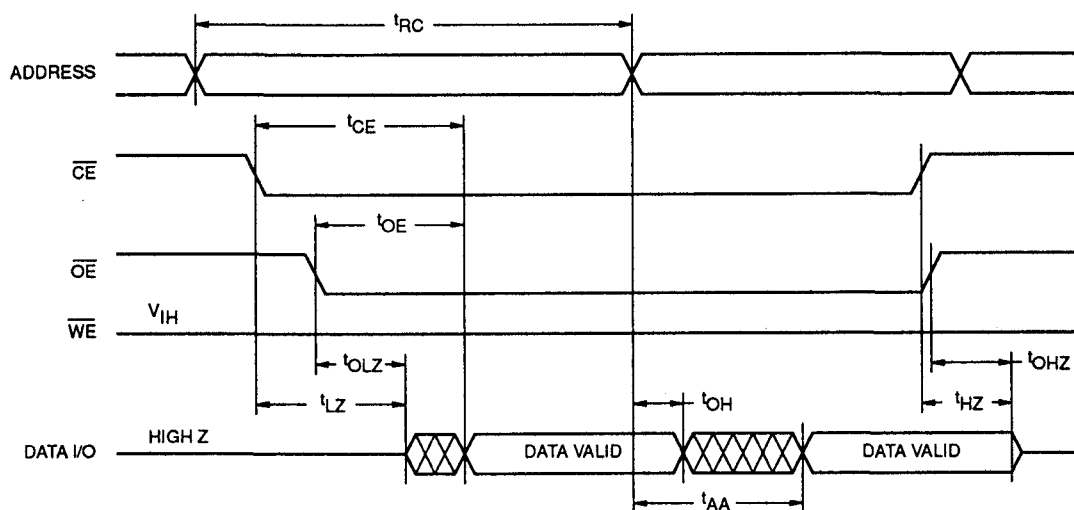 tRC
ADDRESS
tCE
CE
tOE
OE
VIH
WE
tOLZ
tOHZ
tLZ
tOH
tHZ
HIGH Z
DATA I/O
DATA VALID
DATA VALID
tAA